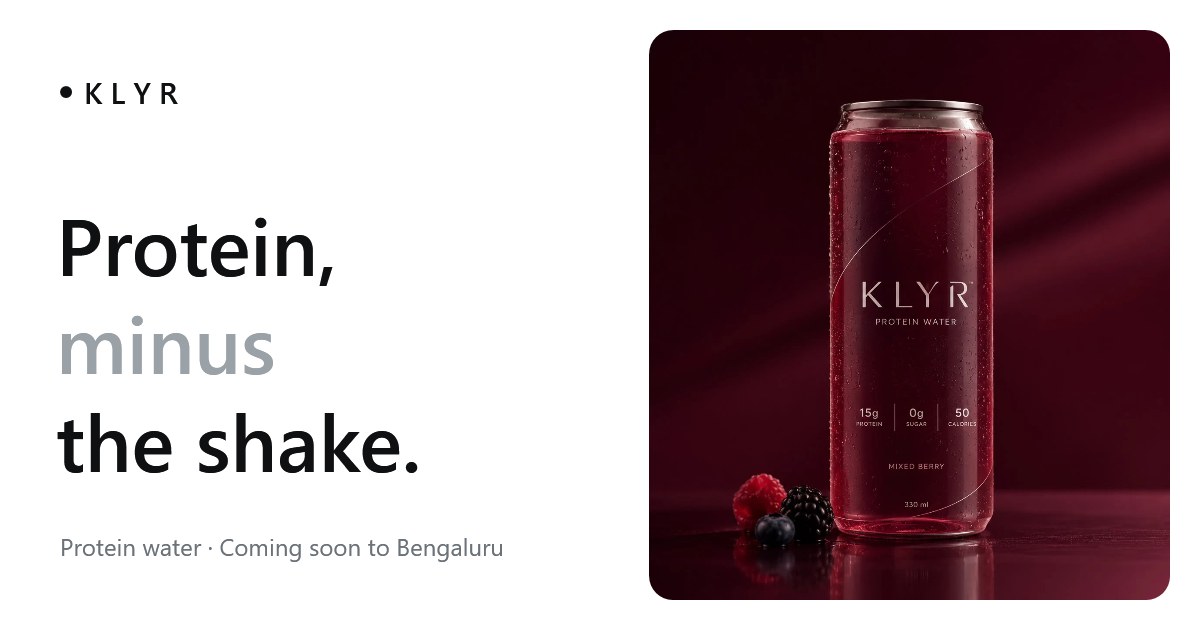 • KLYR
Protein,
minus
the shake.
Protein water · Coming soon to Bengaluru
KLYR
PROTEIN WATER
15g 0g 50
PROTEIN SUGAR CALORIES
MIXED BERRY
330 ml